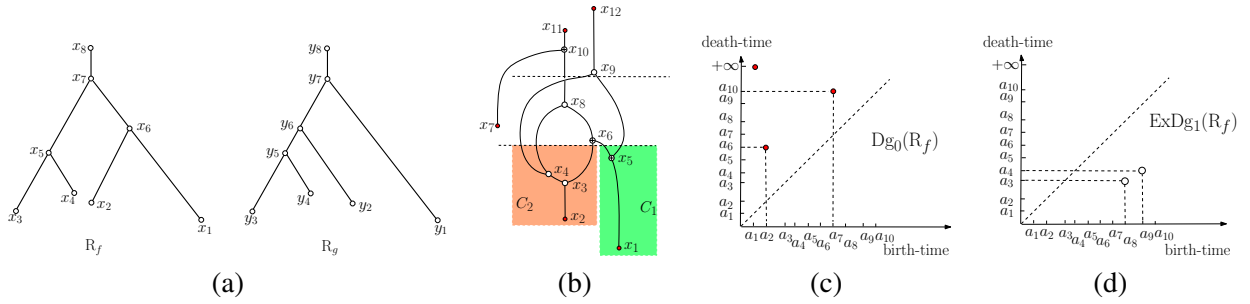 x₈
x₇
x₆
x₅
x₄
x₃
x₂
x₁
R_f
y₈
y₇
y₆
y₅
y₄
y₃
y₂
y₁
R_g
(a)
x₁₂
x₁₁
x₁₀
x₉
x₈
x₇
x₆
x₅
x₄
x₃
C₂
C₁
x₂
x₁
(b)
death-time
+∞
a₁₀
a₉
a₈
a₇
a₆
a₅
a₄
a₃
a₂
a₁
Dg₀(R_f)
a₁ a₂ a₃ a₄ a₅ a₆ a₇ a₈ a₉ a₁₀
birth-time
(c)
death-time
+∞
a₁₀
a₉
a₈
a₇
a₆
a₅
a₄
a₃
a₂
a₁
ExDg₁(R_f)
a₁ a₂ a₃ a₄ a₅ a₆ a₇ a₈ a₉ a₁₀
birth-time
(d)